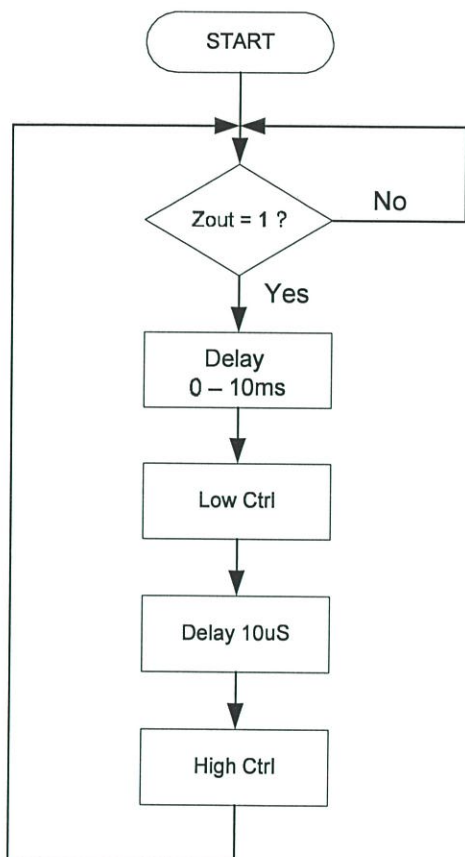 START
Zout = 1 ?
No
Yes
Delay
0 – 10ms
Low Ctrl
Delay 10uS
High Ctrl